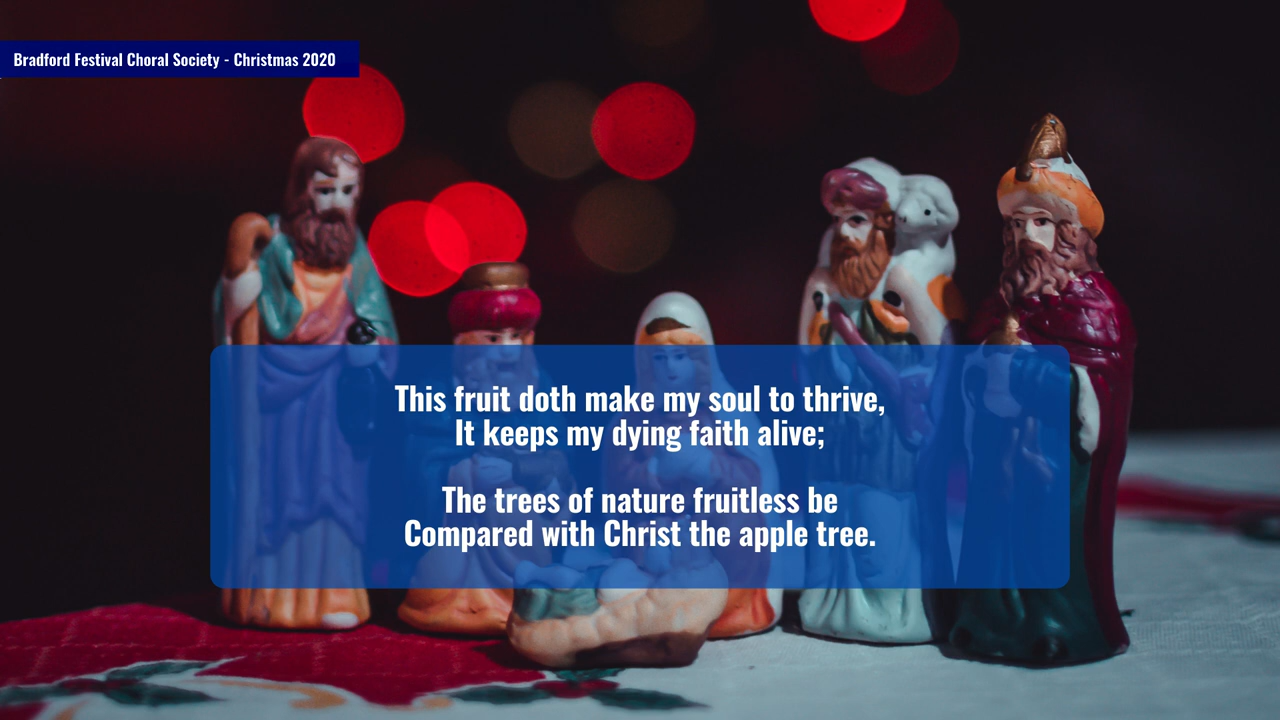 Bradford Festival Choral Society - Christmas 2020
This fruit doth make my soul to thrive,
It keeps my dying faith alive;
The trees of nature fruitless be
Compared with Christ the apple tree.